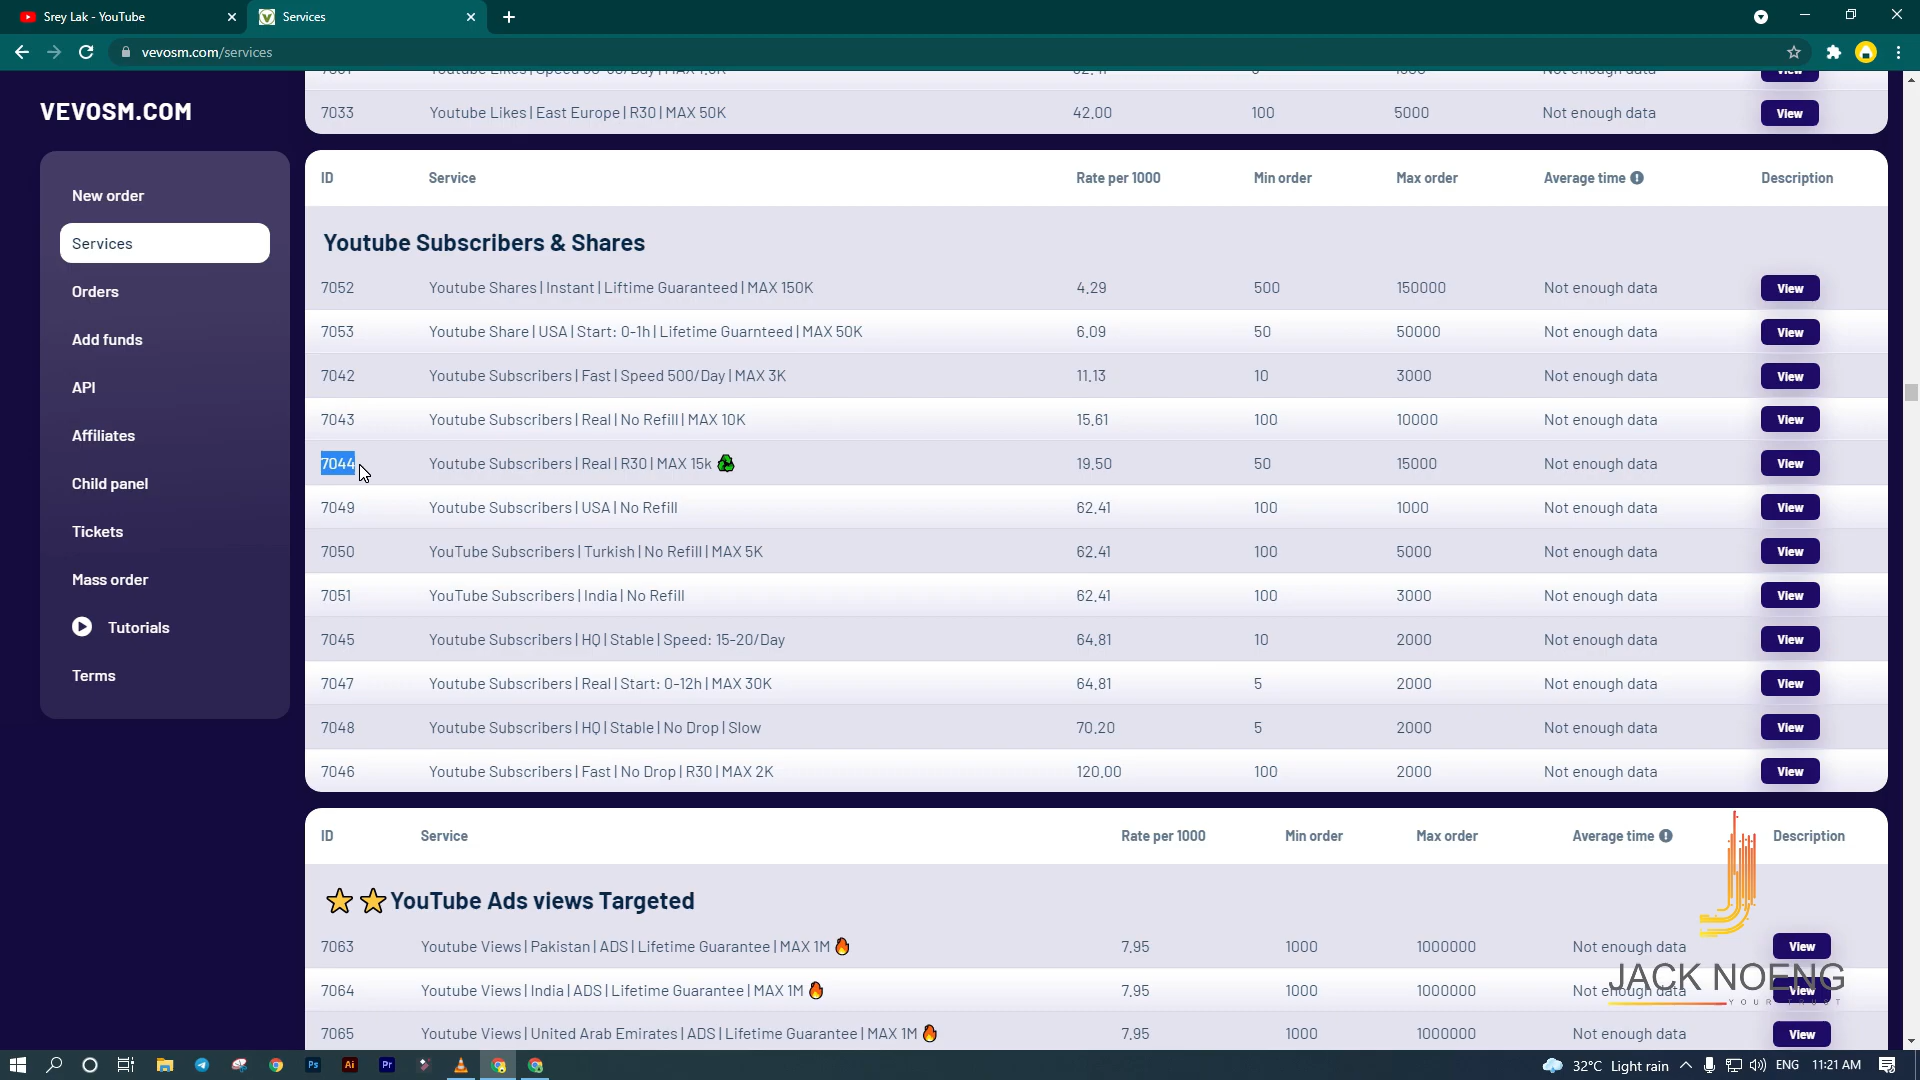 Srey Lak - YouTube
Services
vevosm.com/services
VEVOSM.COM
New order
Services
Orders
Add funds
API
Affiliates
Child panel
Tickets
Mass order
Tutorials
Terms
7033 Youtube Likes | East Europe | R30 | MAX 50K 42.00 100 5000 Not enough data View
ID Service Rate per 1000 Min order Max order Average time Description
Youtube Subscribers & Shares
7052 Youtube Shares | Instant | Liftime Guaranteed | MAX 150K 4.29 500 150000 Not enough data View
7053 Youtube Share | USA | Start: 0-1h | Lifetime Guarnteed | MAX 50K 6.09 50 50000 Not enough data View
7042 Youtube Subscribers | Fast | Speed 500/Day | MAX 3K 11.13 10 3000 Not enough data View
7043 Youtube Subscribers | Real | No Refill | MAX 10K 15.61 100 10000 Not enough data View
7044 Youtube Subscribers | Real | R30 | MAX 15k 19.50 50 15000 Not enough data View
7049 Youtube Subscribers | USA | No Refill 62.41 100 1000 Not enough data View
7050 YouTube Subscribers | Turkish | No Refill | MAX 5K 62.41 100 5000 Not enough data View
7051 YouTube Subscribers | India | No Refill 62.41 100 3000 Not enough data View
7045 Youtube Subscribers | HQ | Stable | Speed: 15-20/Day 64.81 10 2000 Not enough data View
7047 Youtube Subscribers | Real | Start: 0-12h | MAX 30K 64.81 5 2000 Not enough data View
7048 Youtube Subscribers | HQ | Stable | No Drop | Slow 70.20 5 2000 Not enough data View
7046 Youtube Subscribers | Fast | No Drop | R30 | MAX 2K 120.00 100 2000 Not enough data View
ID Service Rate per 1000 Min order Max order Average time Description
YouTube Ads views Targeted
7063 Youtube Views | Pakistan | ADS | Lifetime Guarantee | MAX 1M 7.95 1000 1000000 Not enough data View
7064 Youtube Views | India | ADS | Lifetime Guarantee | MAX 1M 7.95 1000 1000000 Not enough data View
7065 Youtube Views | United Arab Emirates | ADS | Lifetime Guarantee | MAX 1M 7.95 1000 1000000 Not enough data View
JACK NOENG
YOUR TRUST
Ps Ai Pr
32°C Light rain ENG 11:21 AM